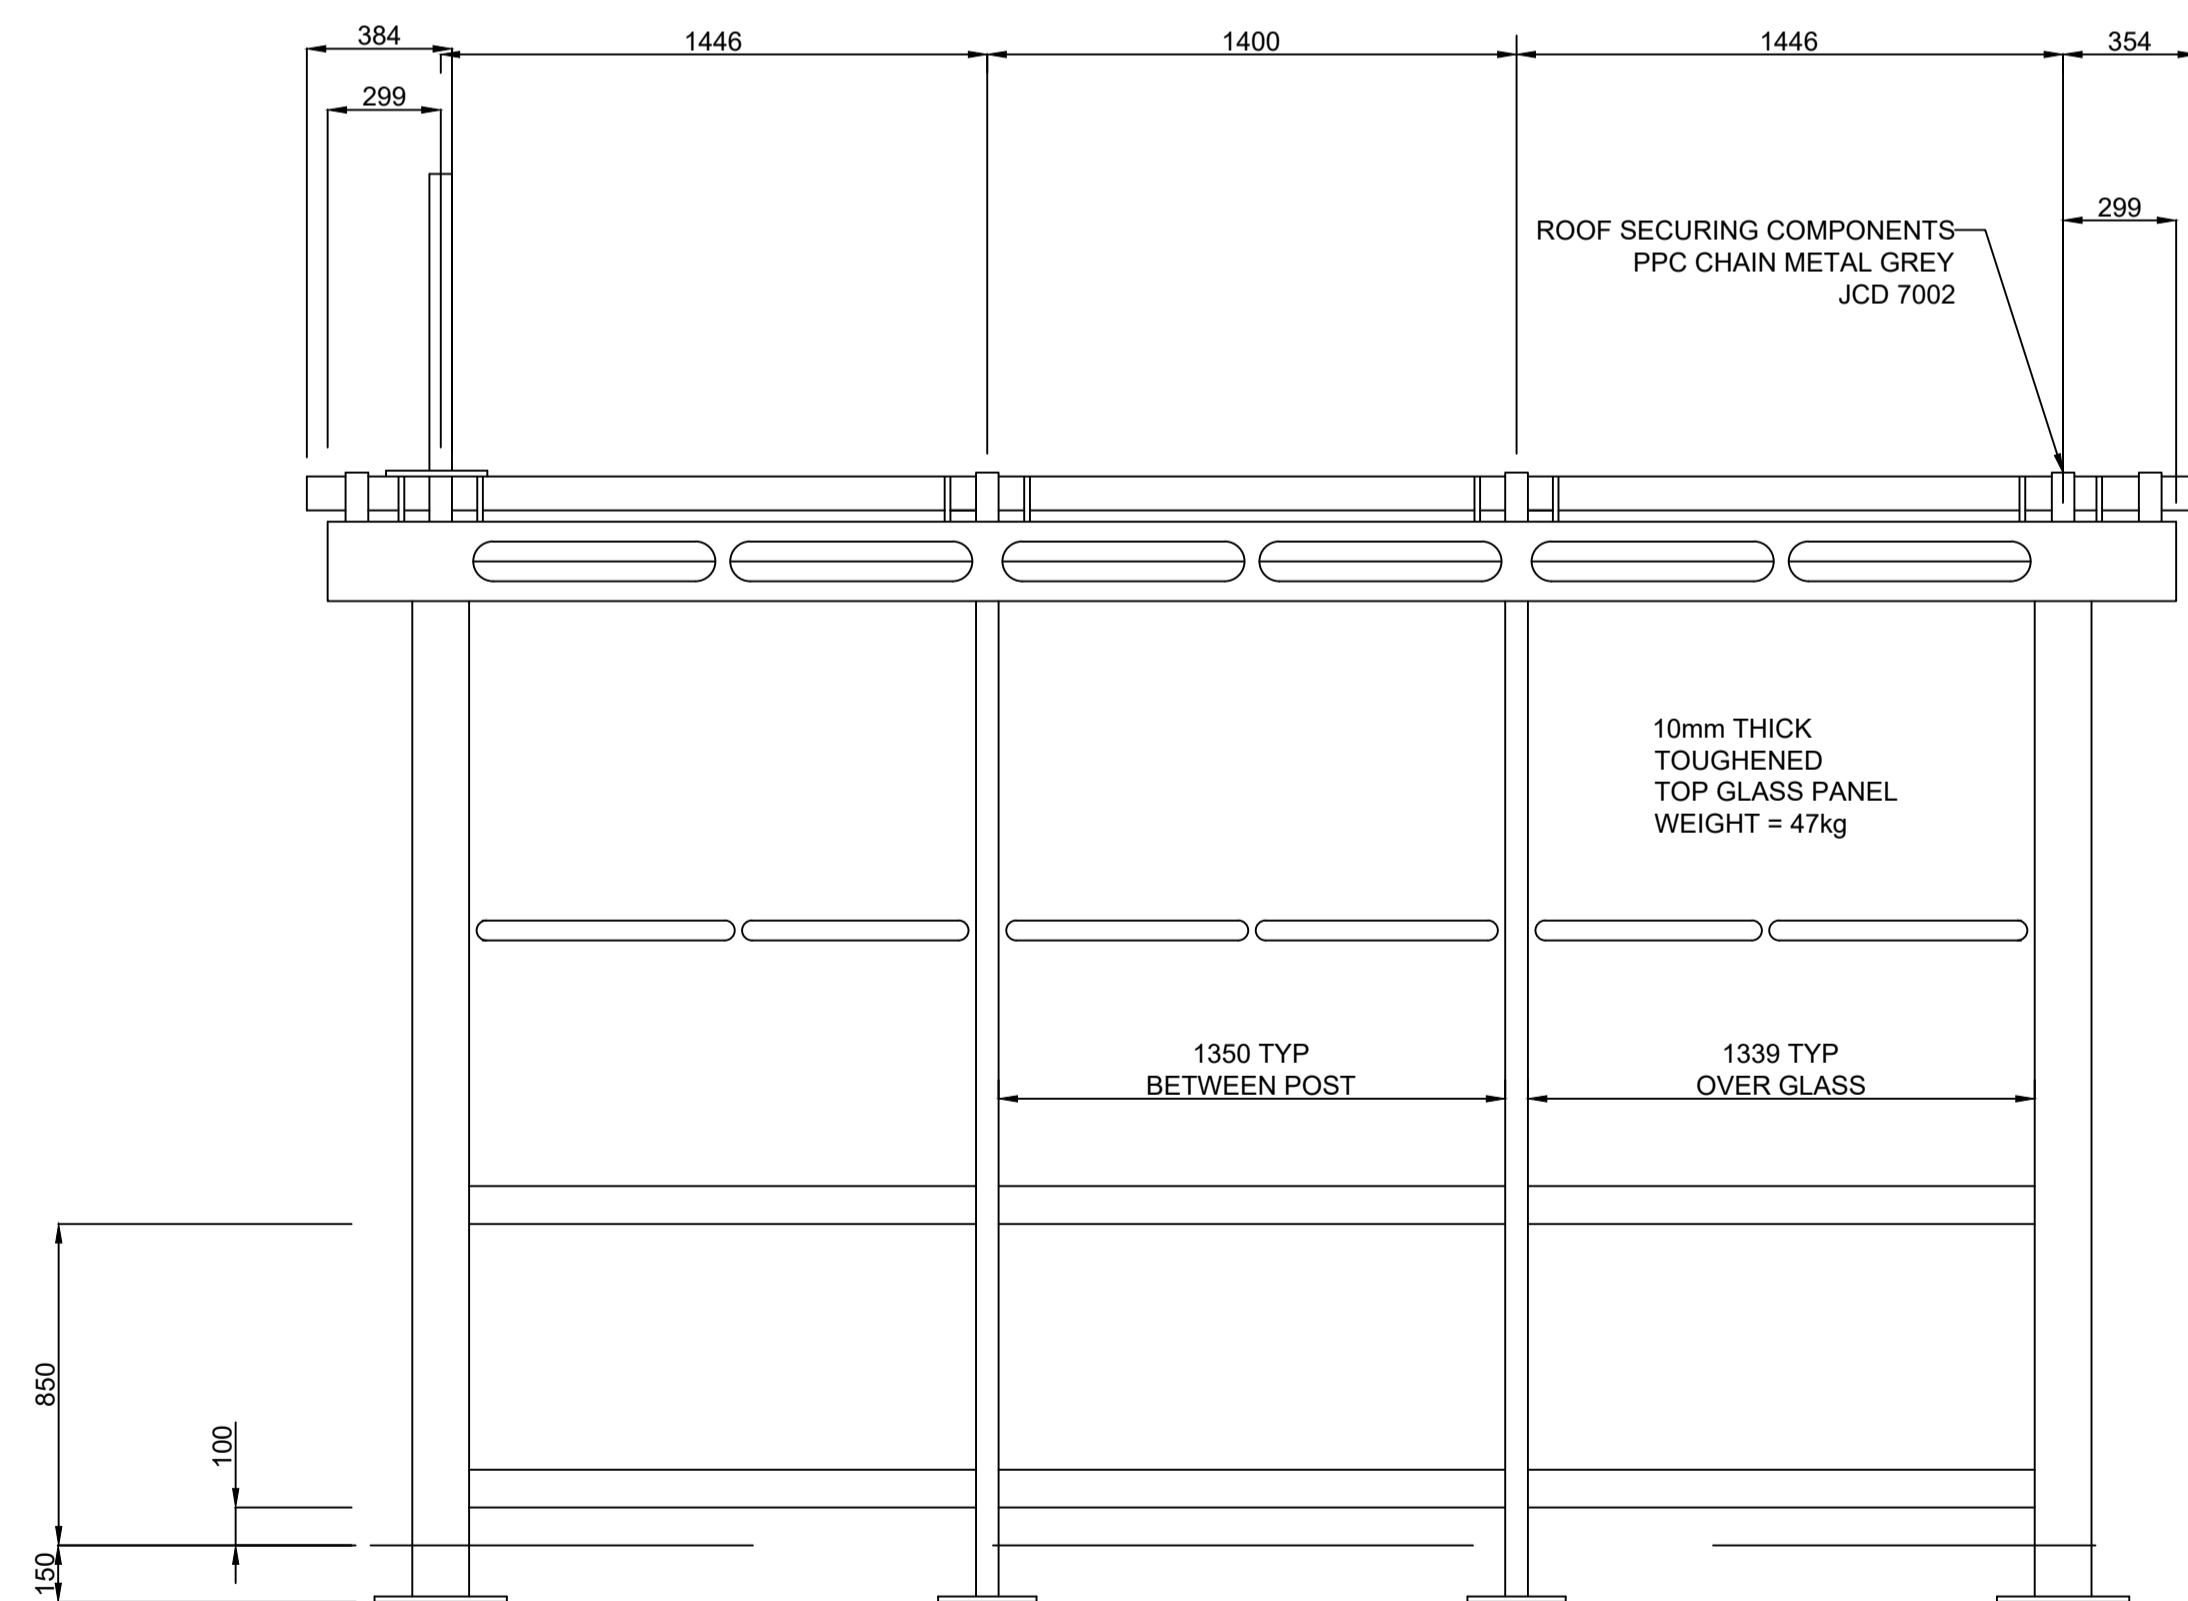 384
1446
1400
1446
354
299
299
ROOF SECURING COMPONENTS
PPC CHAIN METAL GREY
JCD 7002
10mm THICK
TOUGHENED
TOP GLASS PANEL
WEIGHT = 47kg
1350 TYP
BETWEEN POST
1339 TYP
OVER GLASS
850
100
150